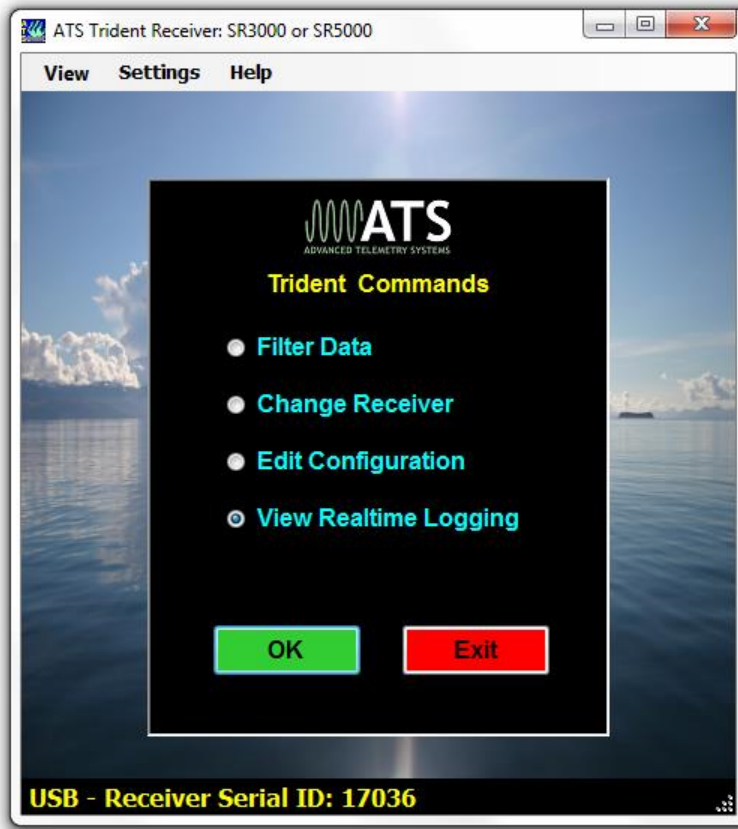 ATS Trident Receiver: SR3000 or SR5000
View Settings Help
ATS
ADVANCED TELEMETRY SYSTEMS
Trident Commands
Filter Data
Change Receiver
Edit Configuration
View Realtime Logging
OK Exit
USB - Receiver Serial ID: 17036